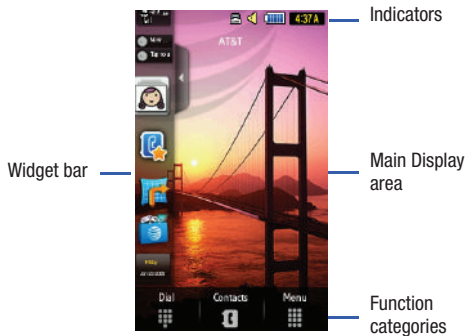 Indicators
4:37 A
AT&T
Widget bar
Main Display
area
Dial Contacts Menu
Function
categories